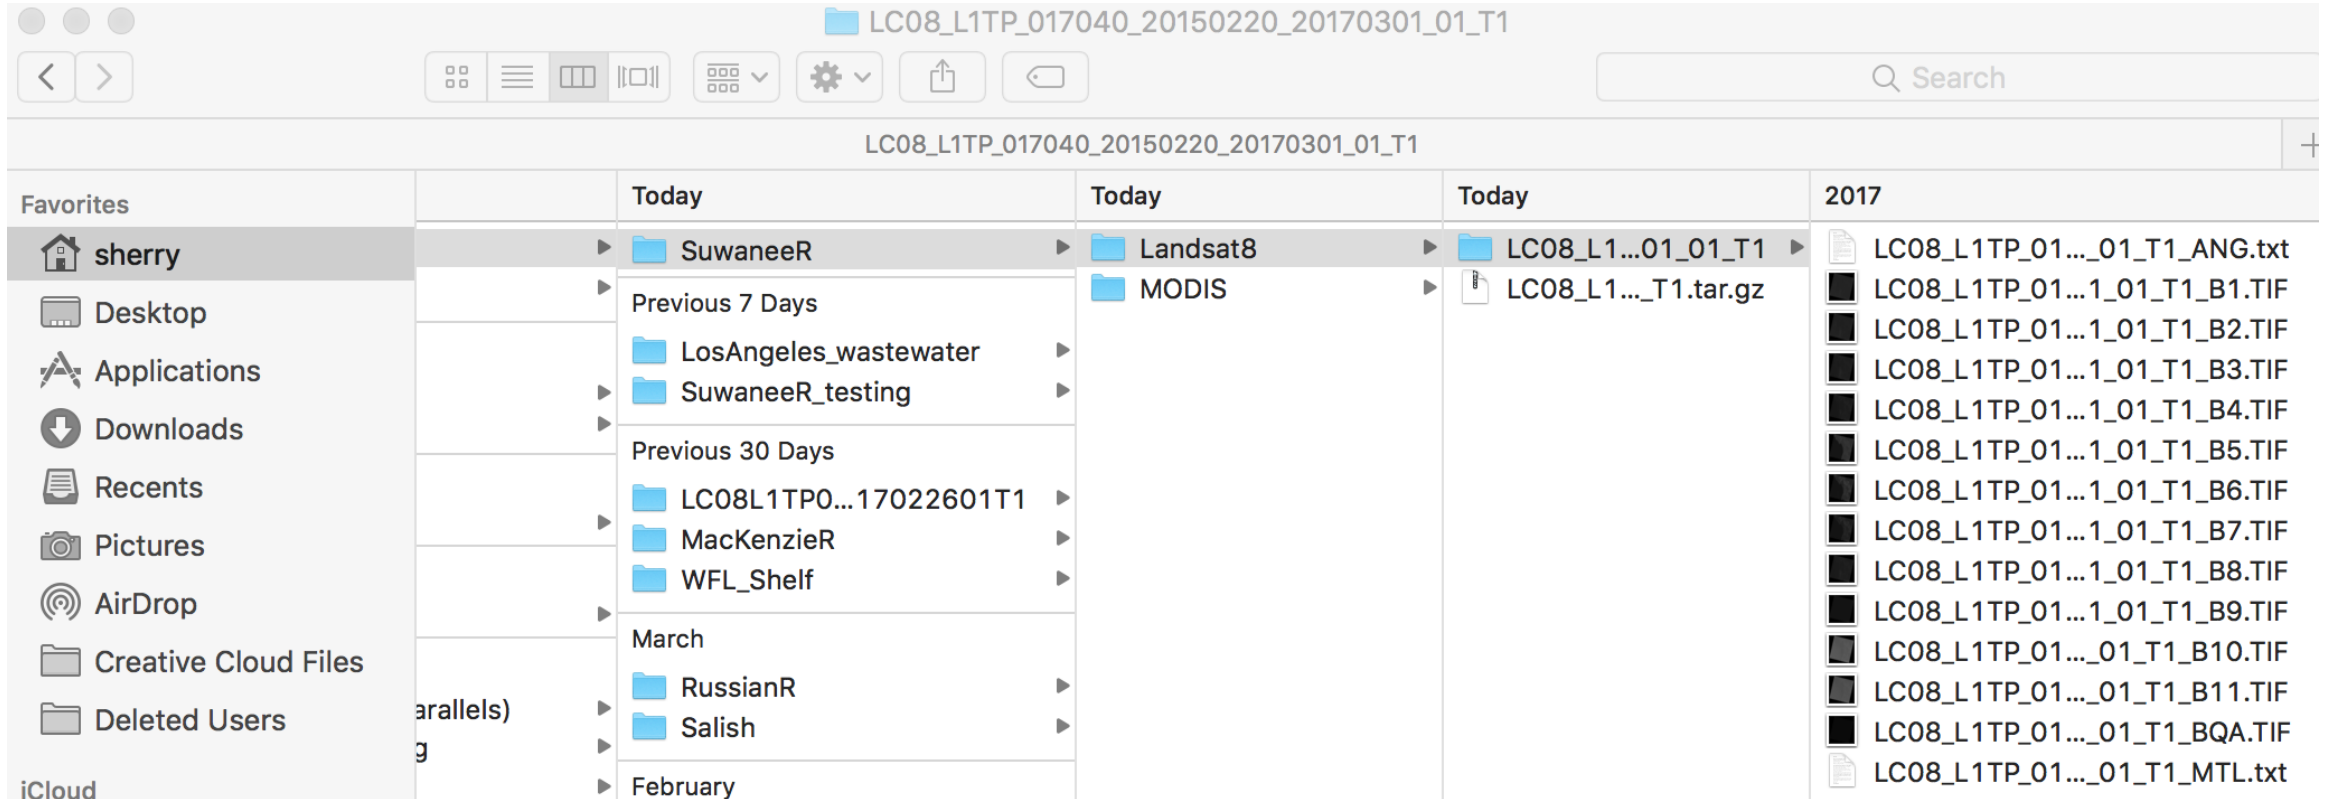 LC08_L1TP_017040_20150220_20170301_01_T1
Search
LC08_L1TP_017040_20150220_20170301_01_T1
Favorites
sherry
Desktop
Applications
Downloads
Recents
Pictures
AirDrop
Creative Cloud Files
Deleted Users
iCloud
arallels)
g
Today
SuwaneeR
Previous 7 Days
LosAngeles_wastewater
SuwaneeR_testing
Previous 30 Days
LC08L1TP0...17022601T1
MacKenzieR
WFL_Shelf
March
RussianR
Salish
February
Today
Landsat8
MODIS
Today
LC08_L1...01_01_T1
LC08_L1..._T1.tar.gz
2017
LC08_L1TP_01..._01_T1_ANG.txt
LC08_L1TP_01...1_01_T1_B1.TIF
LC08_L1TP_01...1_01_T1_B2.TIF
LC08_L1TP_01...1_01_T1_B3.TIF
LC08_L1TP_01...1_01_T1_B4.TIF
LC08_L1TP_01...1_01_T1_B5.TIF
LC08_L1TP_01...1_01_T1_B6.TIF
LC08_L1TP_01...1_01_T1_B7.TIF
LC08_L1TP_01...1_01_T1_B8.TIF
LC08_L1TP_01...1_01_T1_B9.TIF
LC08_L1TP_01..._01_T1_B10.TIF
LC08_L1TP_01..._01_T1_B11.TIF
LC08_L1TP_01..._01_T1_BQA.TIF
LC08_L1TP_01..._01_T1_MTL.txt